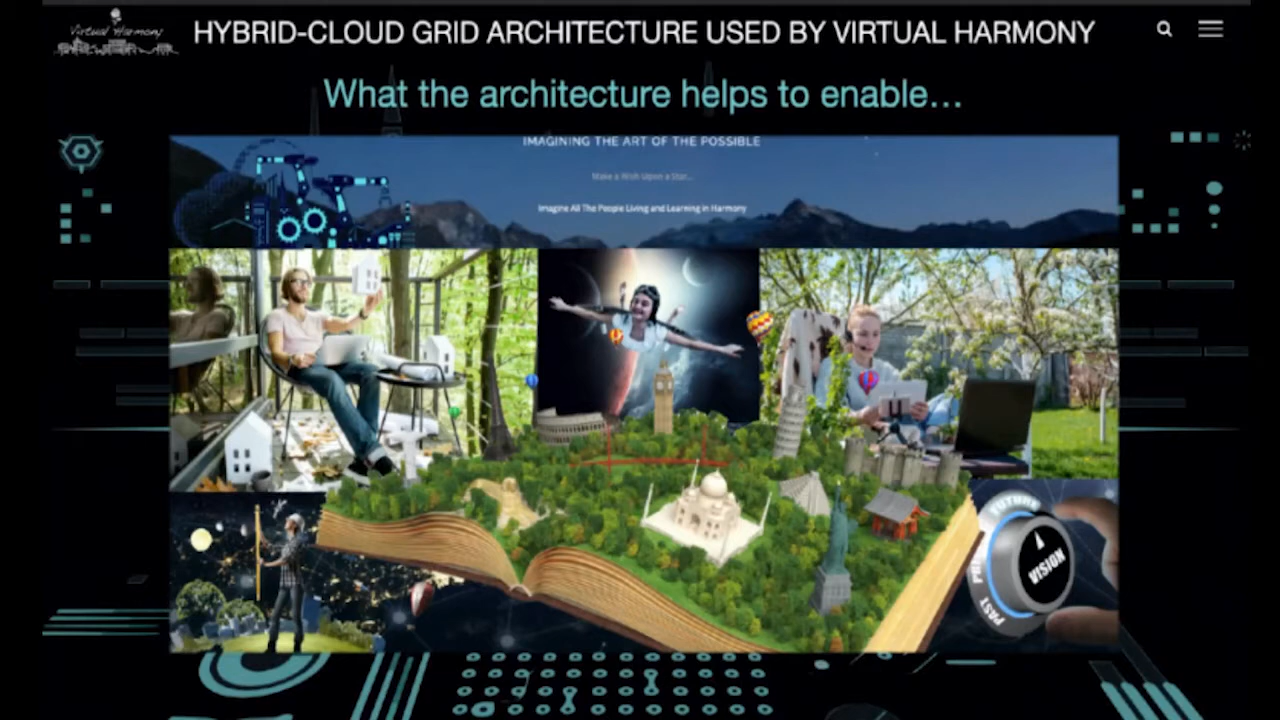 Virtual Harmony
HYBRID-CLOUD GRID ARCHITECTURE USED BY VIRTUAL HARMONY
What the architecture helps to enable...
IMAGINING THE ART OF THE POSSIBLE
Make a Wish Upon a Star...
Imagine All The People Living and Learning in Harmony
FUTURE
VISION
PAST